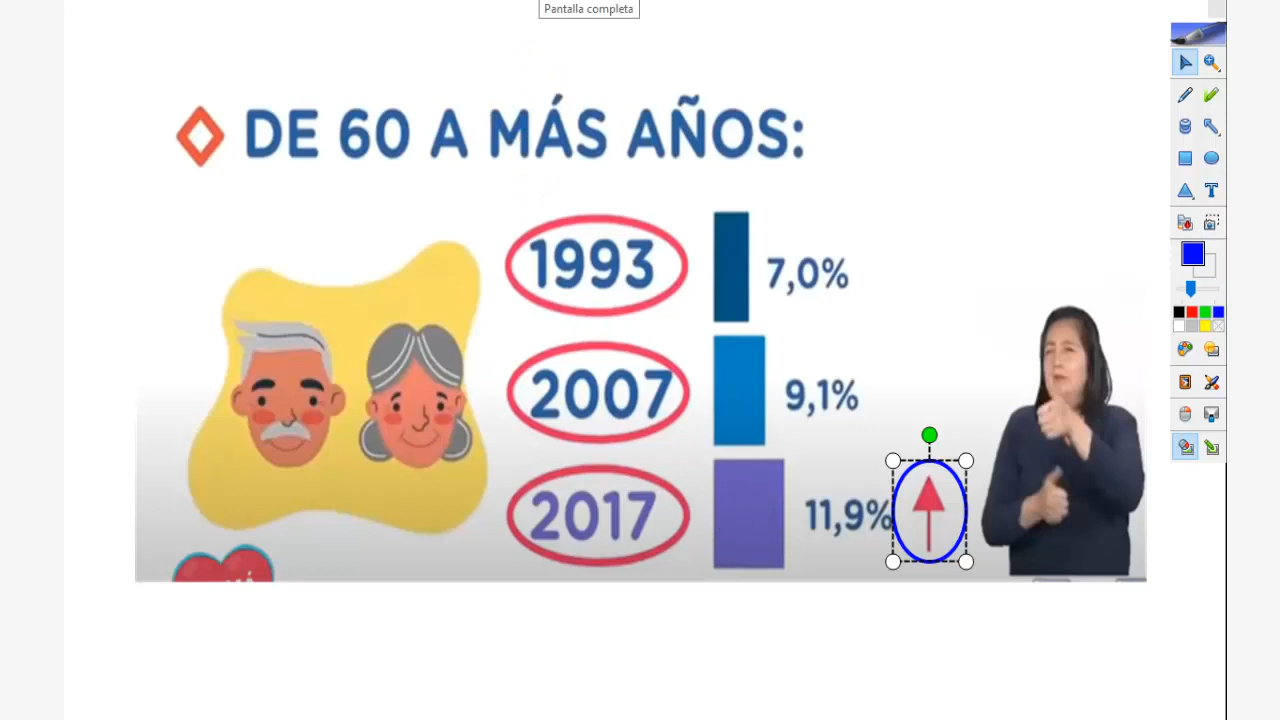 Pantalla completa
DE 60 A MÁS AÑOS:
1993 7,0%
2007 9,1%
2017 11,9%